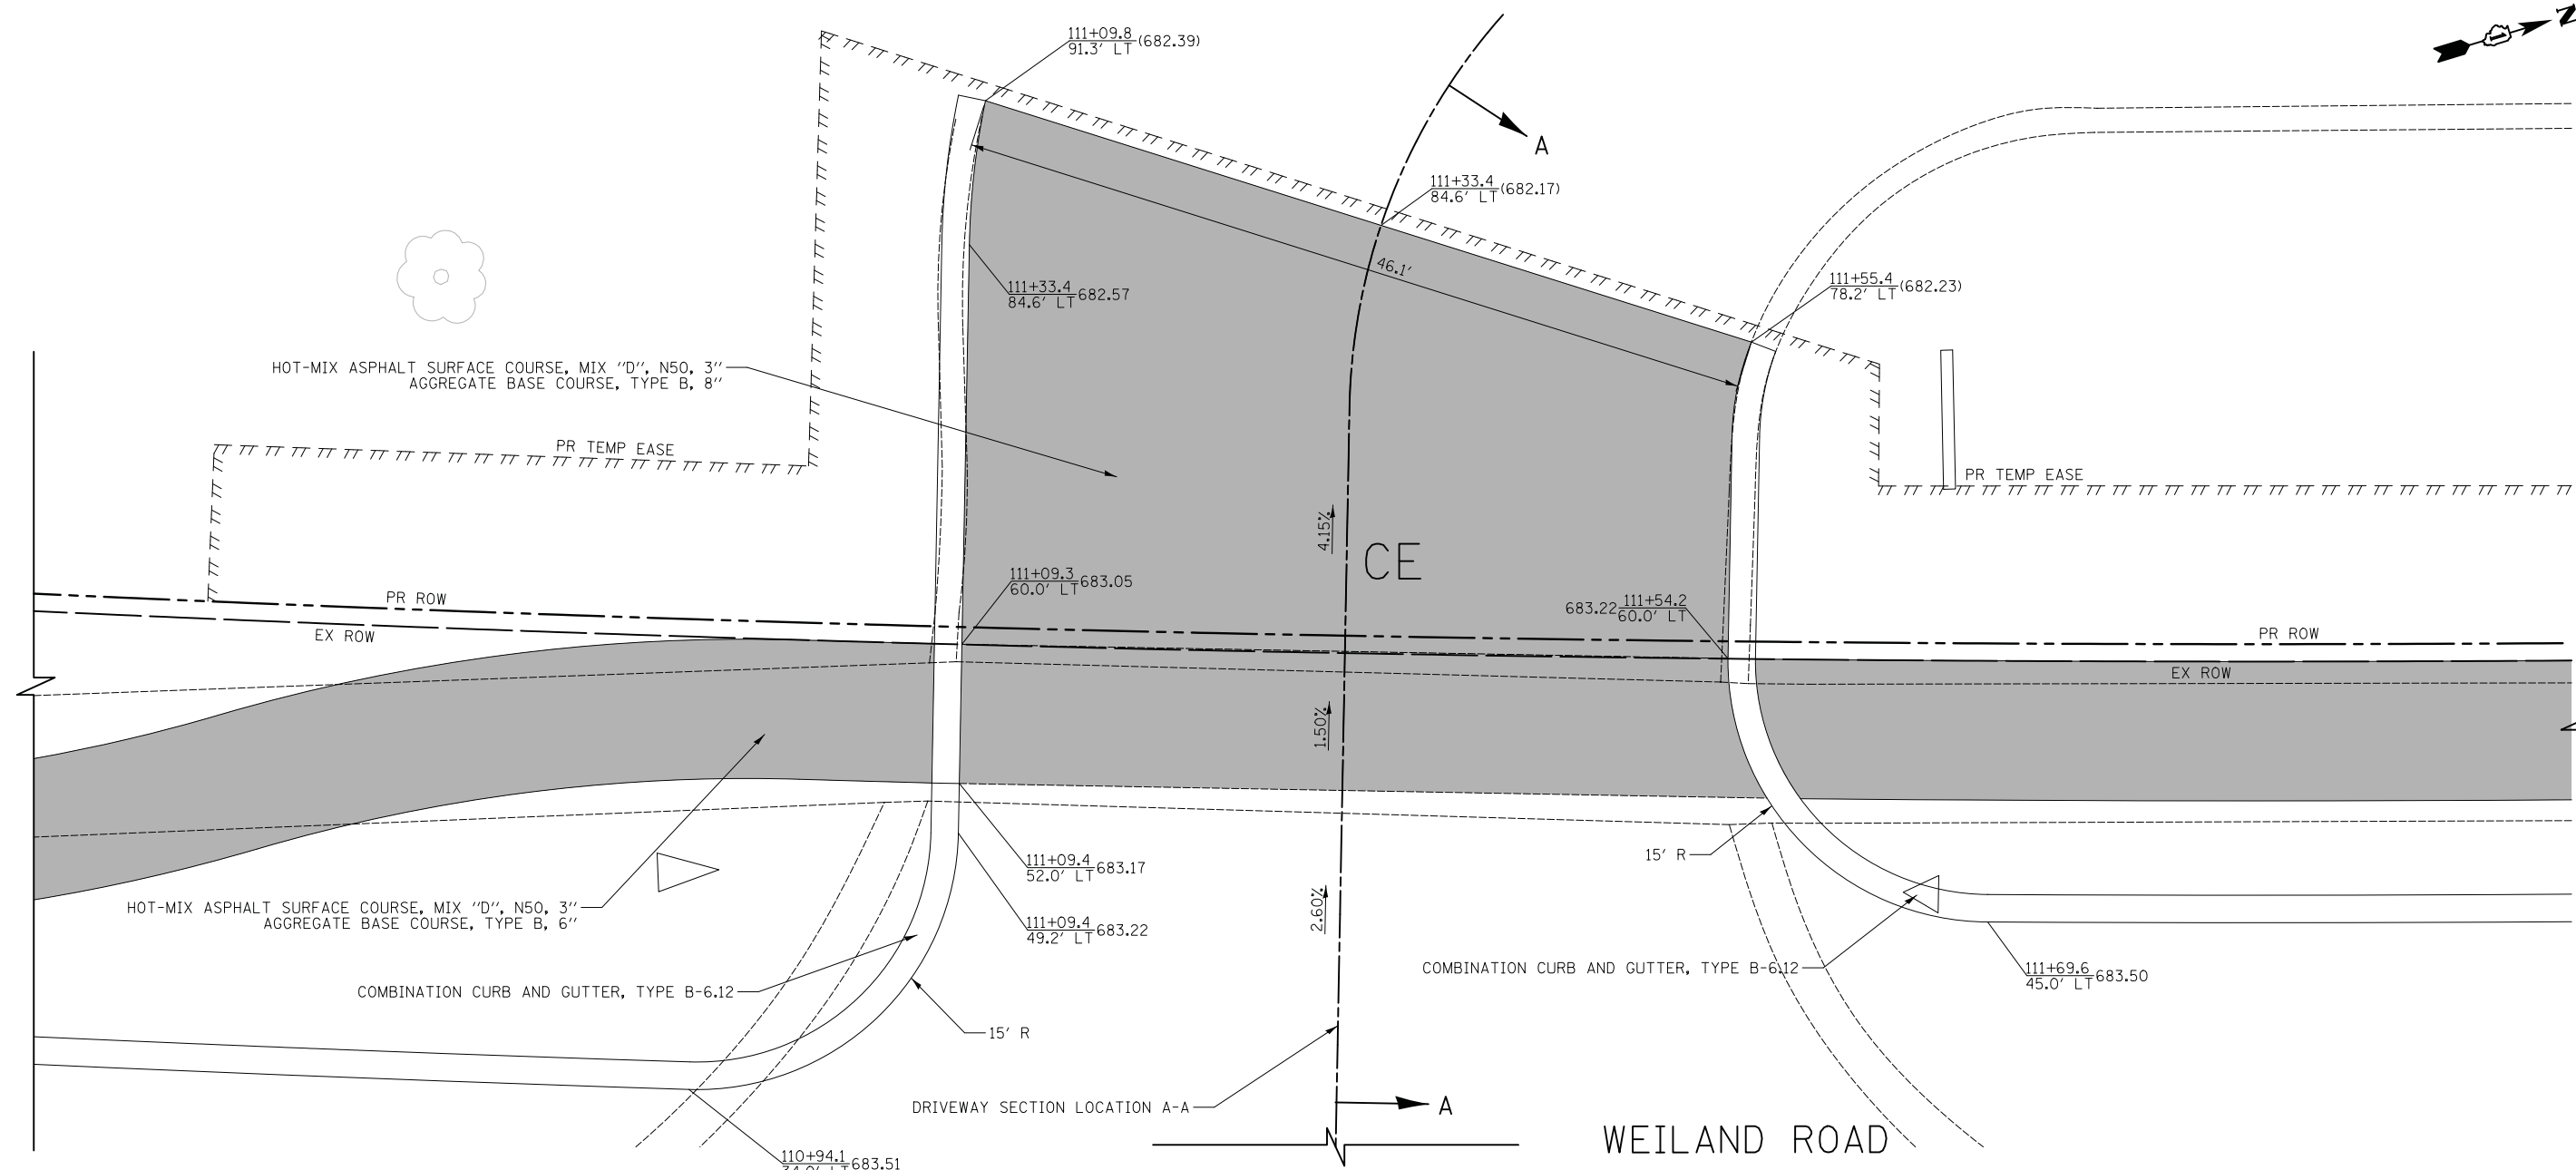 N
1
111+09.8
91.3' LT
(682.39)
A
111+33.4
84.6' LT
(682.17)
46.1'
111+55.4
78.2' LT
(682.23)
111+33.4
84.6' LT
682.57
HOT-MIX ASPHALT SURFACE COURSE, MIX "D", N50, 3"
AGGREGATE BASE COURSE, TYPE B, 8"
PR TEMP EASE
PR TEMP EASE
4.15%
CE
111+09.3
60.0' LT
683.05
683.22
111+54.2
60.0' LT
PR ROW
EX ROW
PR ROW
EX ROW
1.50%
111+09.4
52.0' LT
683.17
15' R
HOT-MIX ASPHALT SURFACE COURSE, MIX "D", N50, 3"
AGGREGATE BASE COURSE, TYPE B, 6"
2.60%
111+09.4
49.2' LT
683.22
COMBINATION CURB AND GUTTER, TYPE B-6.12
111+69.6
45.0' LT
683.50
COMBINATION CURB AND GUTTER, TYPE B-6.12
15' R
DRIVEWAY SECTION LOCATION A-A
A
WEILAND ROAD
110+94.1
34.0' LT
683.51